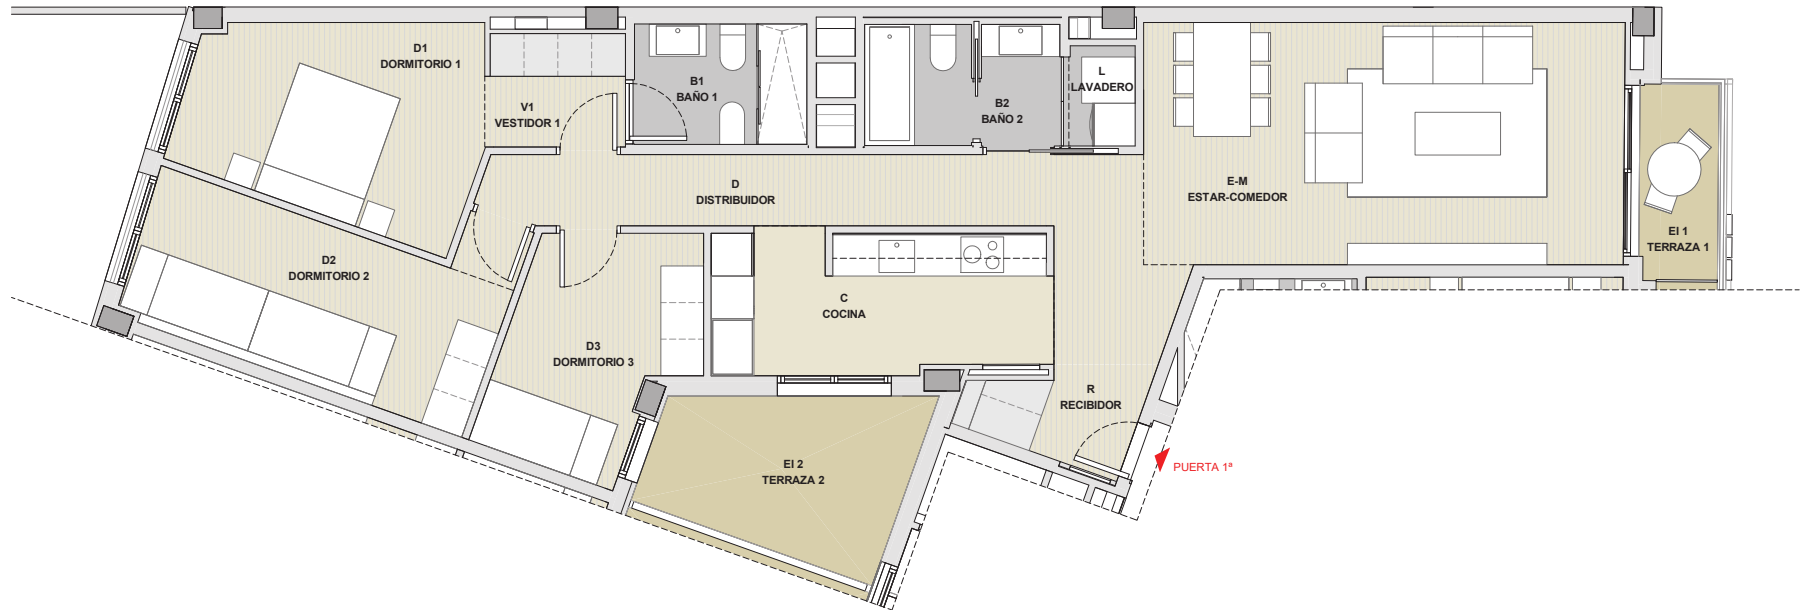 D1
DORMITORIO 1
V1
VESTIDOR 1
B1
BAÑO 1
B2
BAÑO 2
L
LAVADERO
D
DISTRIBUIDOR
E-M
ESTAR-COMEDOR
EI 1
TERRAZA 1
D2
DORMITORIO 2
D3
DORMITORIO 3
C
COCINA
R
RECIBIDOR
EI 2
TERRAZA 2
PUERTA 1ª